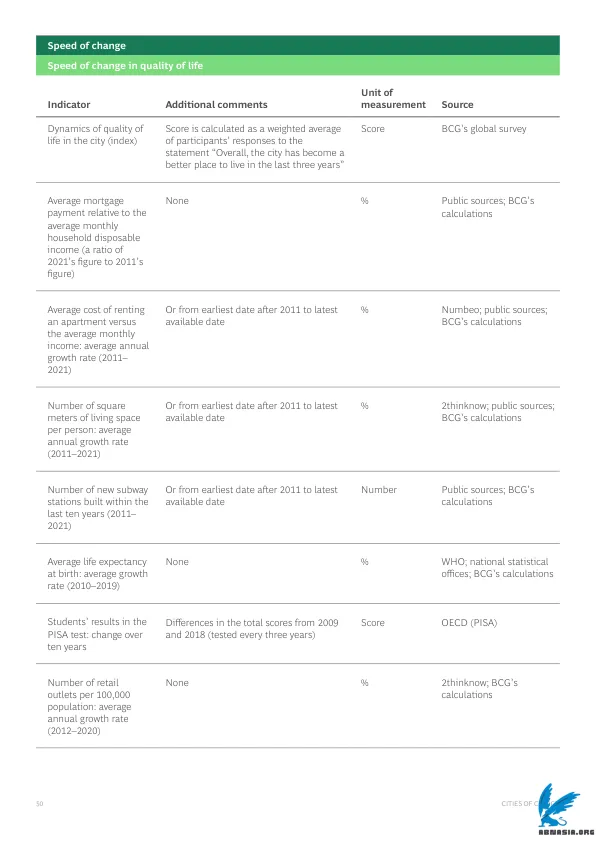 Speed of change
Speed of change in quality of life
Indicator Additional comments Unit of measurement Source
Dynamics of quality of
life in the city (index)
Score is calculated as a weighted average
of participants’ responses to the
statement “Overall, the city has become a
better place to live in the last three years”
Score
BCG’s global survey
Average mortgage
payment relative to the
average monthly
household disposable
income (a ratio of
2021’s figure to 2011’s
figure)
None
%
Public sources; BCG’s
calculations
Average cost of renting
an apartment versus
the average monthly
income: average annual
growth rate (2011–
2021)
Or from earliest date after 2011 to latest
available date
%
Numbeo; public sources;
BCG’s calculations
Number of square
meters of living space
per person: average
annual growth rate
(2011–2021)
Or from earliest date after 2011 to latest
available date
%
2thinknow; public sources;
BCG’s calculations
Number of new subway
stations built within the
last ten years (2011–
2021)
Or from earliest date after 2011 to latest
available date
Number
Public sources; BCG’s
calculations
Average life expectancy
at birth: average growth
rate (2010–2019)
None
%
WHO; national statistical
offices; BCG’s calculations
Students’ results in the
PISA test: change over
ten years
Differences in the total scores from 2009
and 2018 (tested every three years)
Score
OECD (PISA)
Number of retail
outlets per 100,000
population: average
annual growth rate
(2012–2020)
None
%
2thinknow; BCG’s
calculations
50
CITIES OF
ABNASIA.ORG